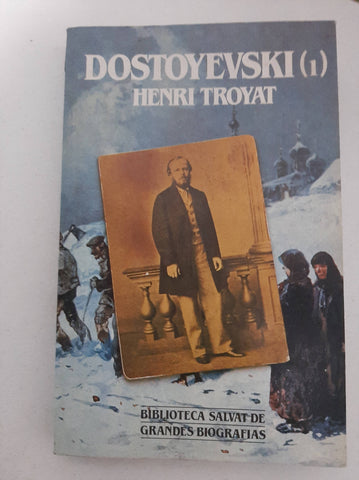 DOSTOYEVSKI (1)
HENRI TROYAT
BIBLIOTECA SALVAT DE
GRANDES BIOGRAFIAS